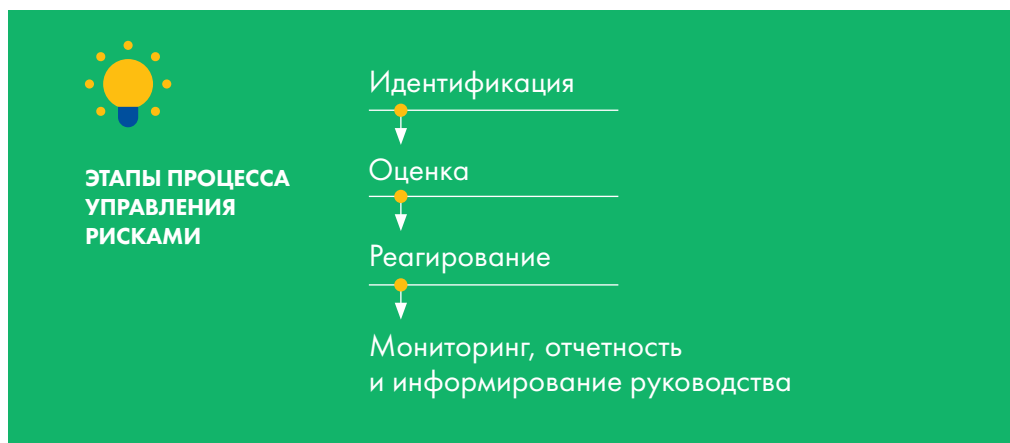 ЭТАПЫ ПРОЦЕССА
УПРАВЛЕНИЯ
РИСКАМИ
Идентификация
Оценка
Реагирование
Мониторинг, отчетность
и информирование руководства